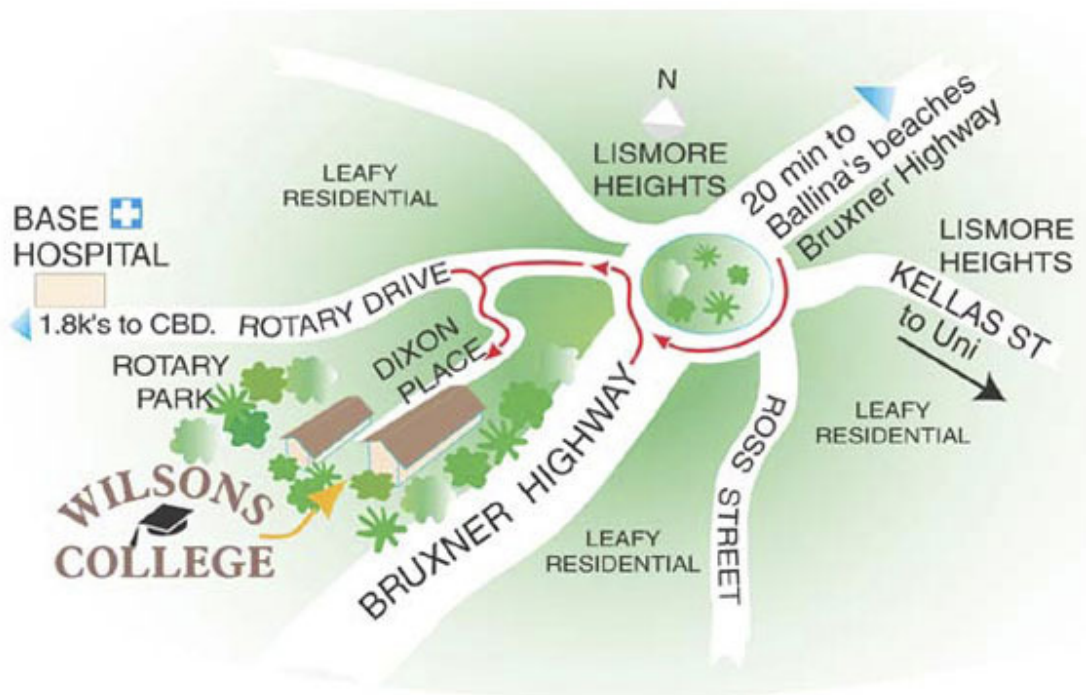 N
LISMORE
HEIGHTS
20 min to
Ballina's beaches
Bruxner Highway
LEAFY
RESIDENTIAL
BASE
HOSPITAL
LISMORE
HEIGHTS
KELLAS ST
to Uni
1.8k's to CBD.
ROTARY DRIVE
DIXON
PLACE
ROTARY
PARK
LEAFY
RESIDENTIAL
ROSS STREET
BRUXNER HIGHWAY
WILSONS
COLLEGE
LEAFY
RESIDENTIAL